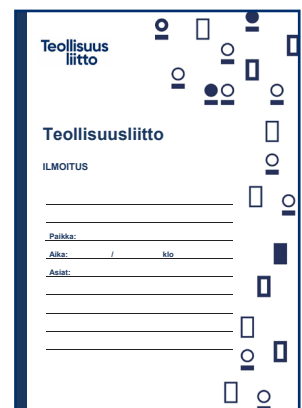 Teollisuus
liitto
Teollisuusliitto
ILMOITUS
Paikka:
Aika: / klo
Asiat: